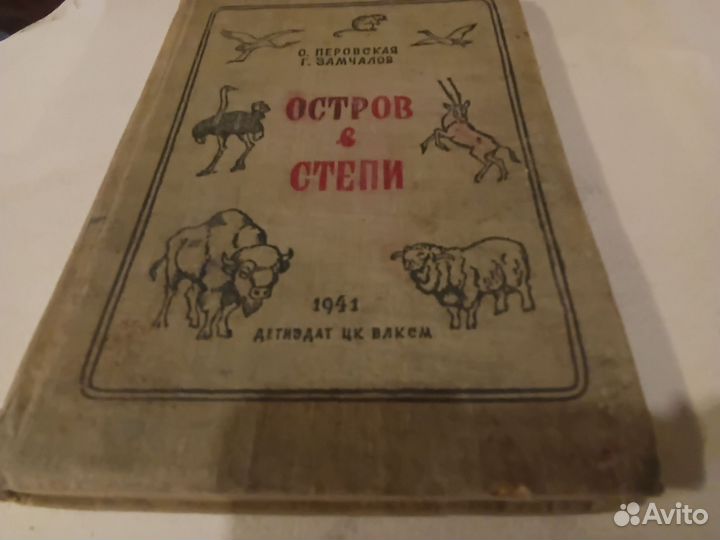 О. ПЕРОВСКАЯ
Г. ЗАМЧАЛОВ
ОСТРОВ
в
СТЕПИ
1941
ДЕТИЗДАТ ЦК ВЛКСМ
Avito